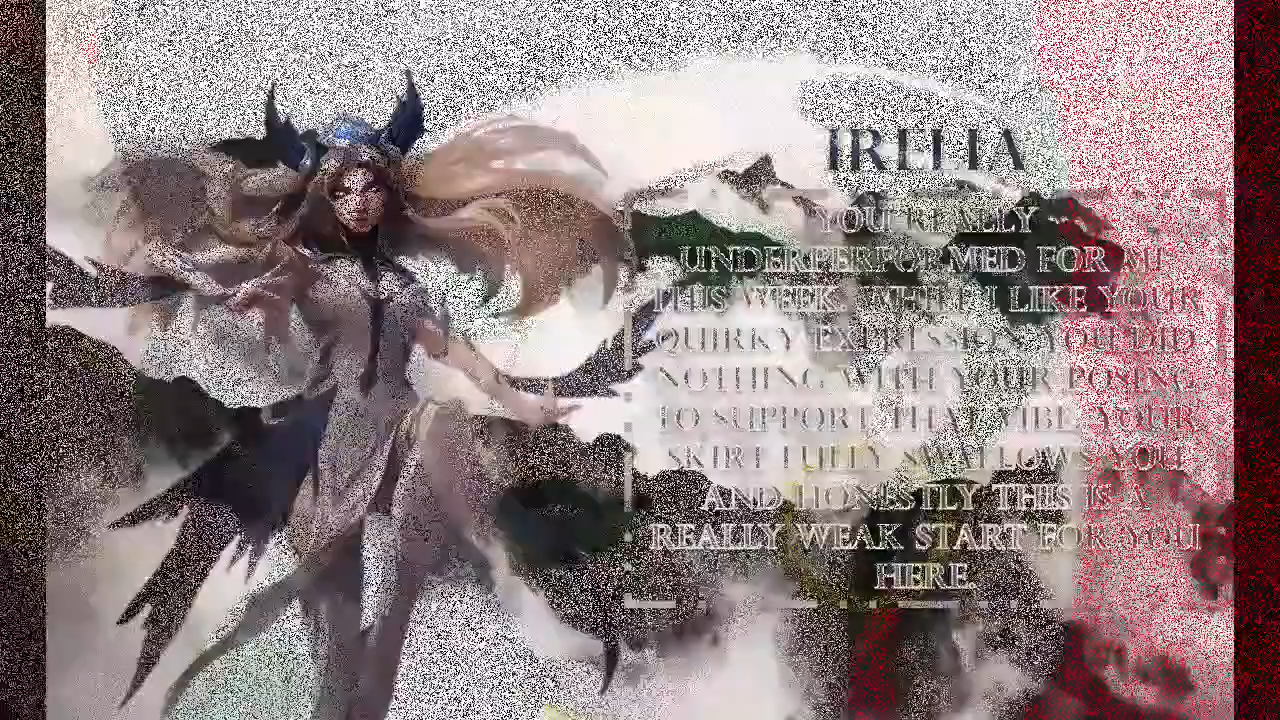 IRELIA
YOU REALLY
UNDERPERFORMED FOR ME
THIS WEEK. WHILE I LIKE YOUR
QUIRKY EXPRESSION YOU DID
NOTHING WITH YOUR POSING
TO SUPPORT THAT VIBE. YOUR
SKIRT FULLY SWALLOWS YOU
AND HONESTLY THIS IS A
REALLY WEAK START FOR YOU
HERE.